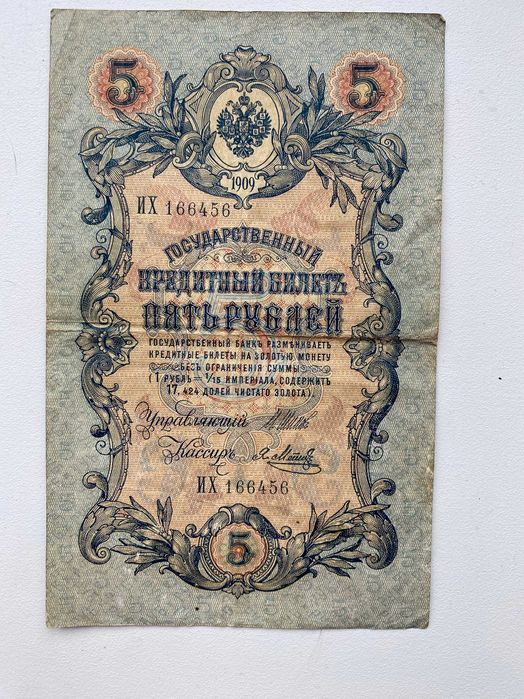 5 5
1909
ИХ 166456
ГОСУДАРСТВЕННЫЙ
КРЕДИТНЫЙ БИЛЕТЪ
ПЯТЬ РУБЛЕЙ
ГОСУДАРСТВЕННЫЙ БАНКЪ РАЗМѢНИВАЕТЪ
КРЕДИТНЫЕ БИЛЕТЫ НА ЗОЛОТУЮ МОНЕТУ
БЕЗЪ ОГРАНИЧЕНІЯ СУММЫ
(1 РУБЛЬ = 1/15 ИМПЕРІАЛА, СОДЕРЖИТЪ
17,424 ДОЛЕЙ ЧИСТАГО ЗОЛОТА).
Управляющій
Кассиръ
ИХ 166456
5